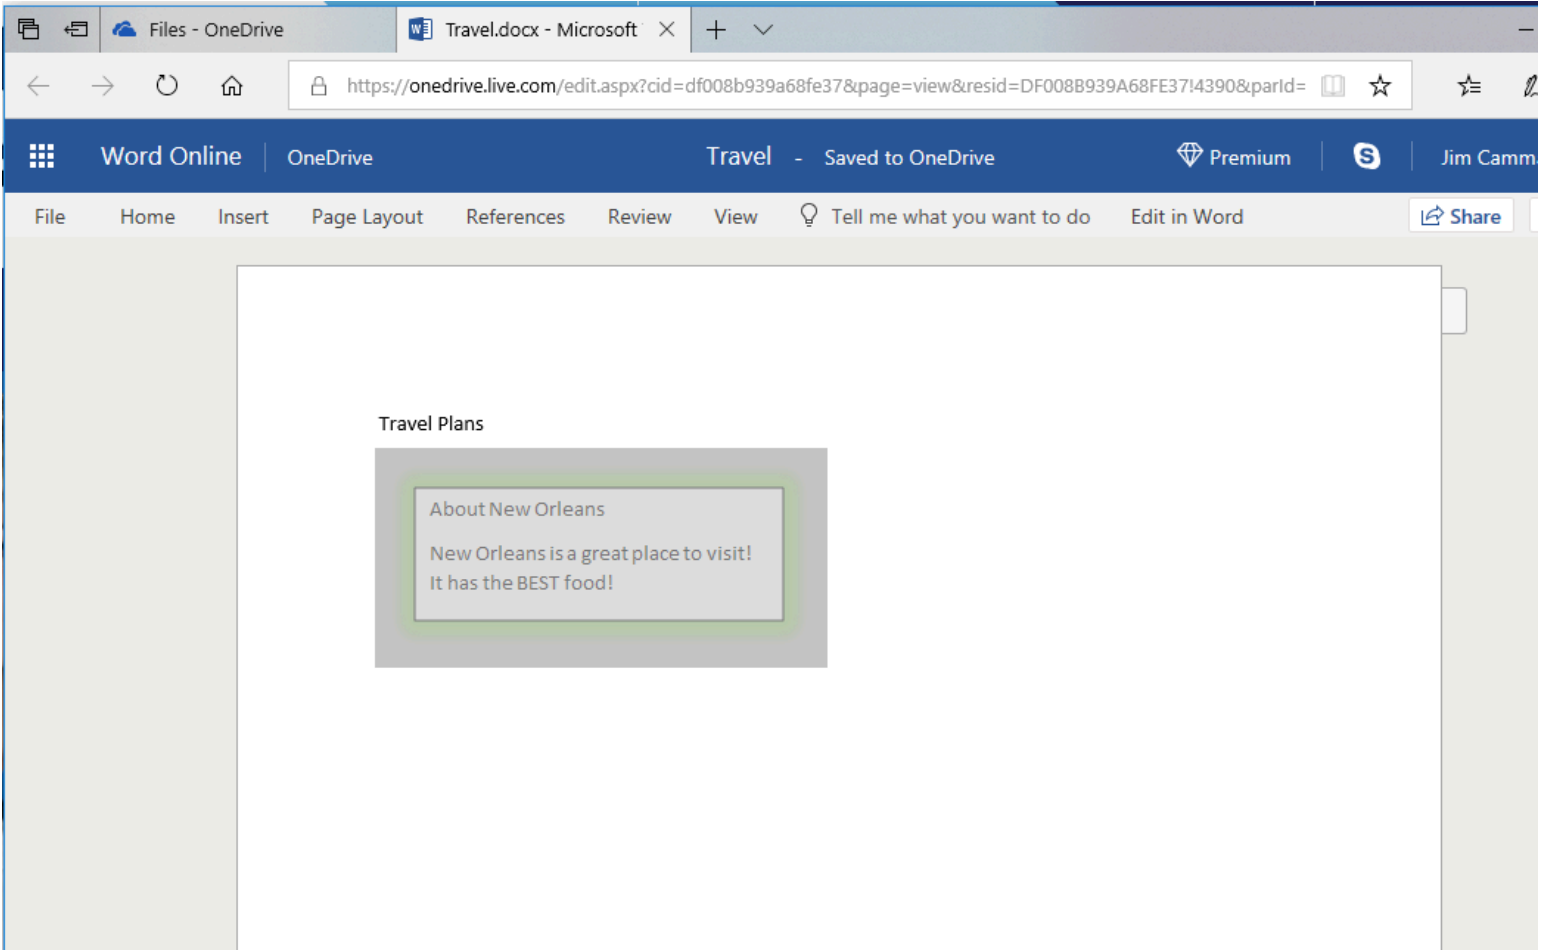 Files - OneDrive
Travel.docx - Microsoft
https://onedrive.live.com/edit.aspx?cid=df008b939a68fe37&page=view&resid=DF008B939A68FE37!4390&parId=
Word Online OneDrive Travel - Saved to OneDrive Premium Jim Camm
File Home Insert Page Layout References Review View Tell me what you want to do Edit in Word Share
Travel Plans
About New Orleans
New Orleans is a great place to visit!
It has the BEST food!